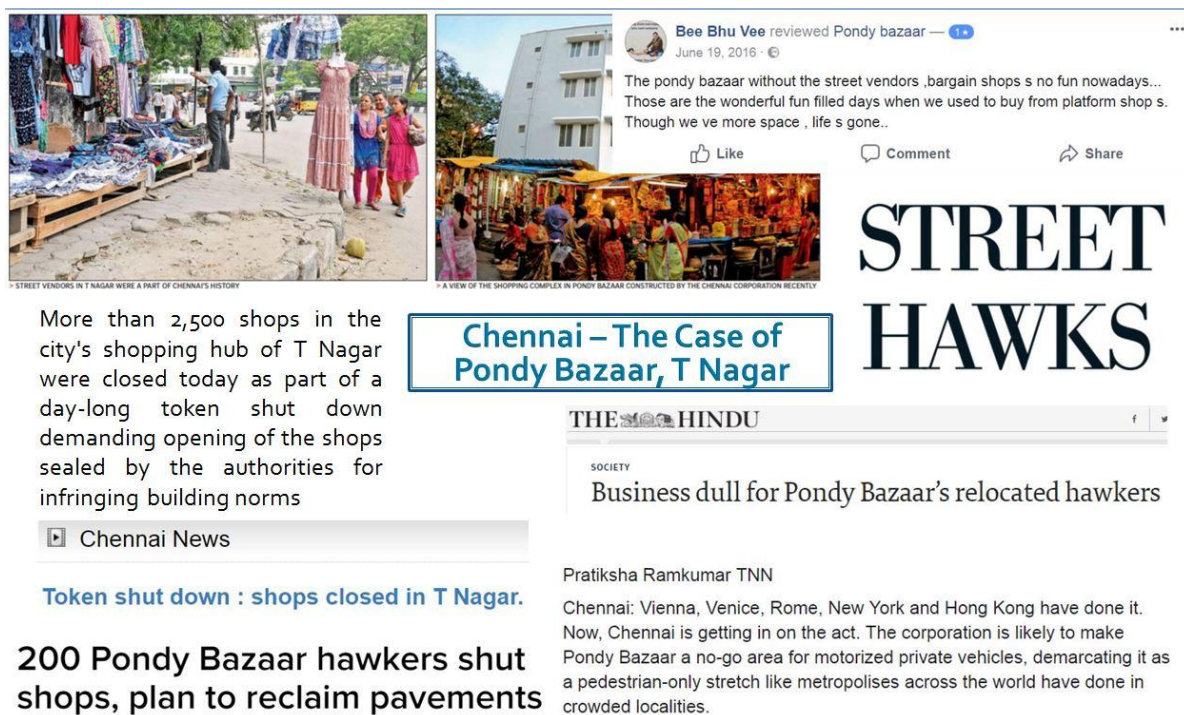 Bee Bhu Vee reviewed Pondy bazaar — 1★
June 19, 2016 ·
The pondy bazaar without the street vendors ,bargain shops s no fun nowadays...
Those are the wonderful fun filled days when we used to buy from platform shop s.
Though we ve more space , life s gone..
Like Comment Share
> STREET VENDORS IN T NAGAR WERE A PART OF CHENNAI'S HISTORY
> A VIEW OF THE SHOPPING COMPLEX IN PONDY BAZAAR CONSTRUCTED BY THE CHENNAI CORPORATION RECENTLY
STREET
HAWKS
More than 2,500 shops in the
city's shopping hub of T Nagar
were closed today as part of a
day-long token shut down
demanding opening of the shops
sealed by the authorities for
infringing building norms
Chennai – The Case of
Pondy Bazaar, T Nagar
THE HINDU
SOCIETY
Business dull for Pondy Bazaar's relocated hawkers
Chennai News
Token shut down : shops closed in T Nagar.
200 Pondy Bazaar hawkers shut
shops, plan to reclaim pavements
Pratiksha Ramkumar TNN
Chennai: Vienna, Venice, Rome, New York and Hong Kong have done it.
Now, Chennai is getting in on the act. The corporation is likely to make
Pondy Bazaar a no-go area for motorized private vehicles, demarcating it as
a pedestrian-only stretch like metropolises across the world have done in
crowded localities.